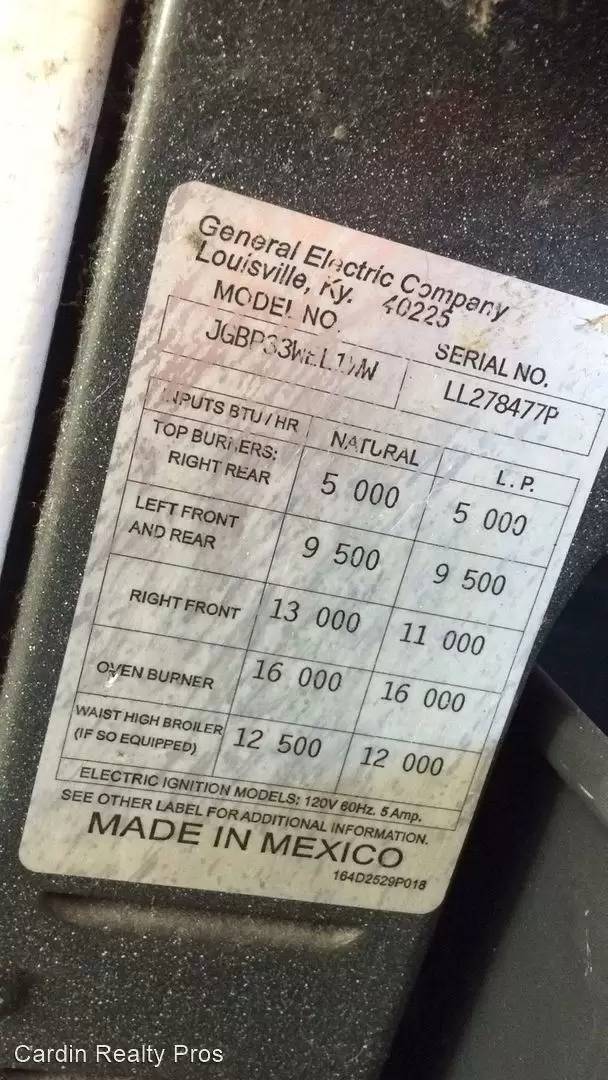 General Electric Company
Louisville, Ky. 40225
MODEL NO. SERIAL NO.
LL278477P
INPUTS BTU / HR NATURAL L.P.
TOP BURNERS:
RIGHT REAR 5 000 5 000
LEFT FRONT
AND REAR 9 500 9 500
RIGHT FRONT 13 000 11 000
OVEN BURNER 16 000 16 000
WAIST HIGH BROILER
(IF SO EQUIPPED) 12 500 12 000
ELECTRIC IGNITION MODELS: 120V 60Hz. 5 Amp.
SEE OTHER LABEL FOR ADDITIONAL INFORMATION.
MADE IN MEXICO
164D2529P018
Cardin Realty Pros